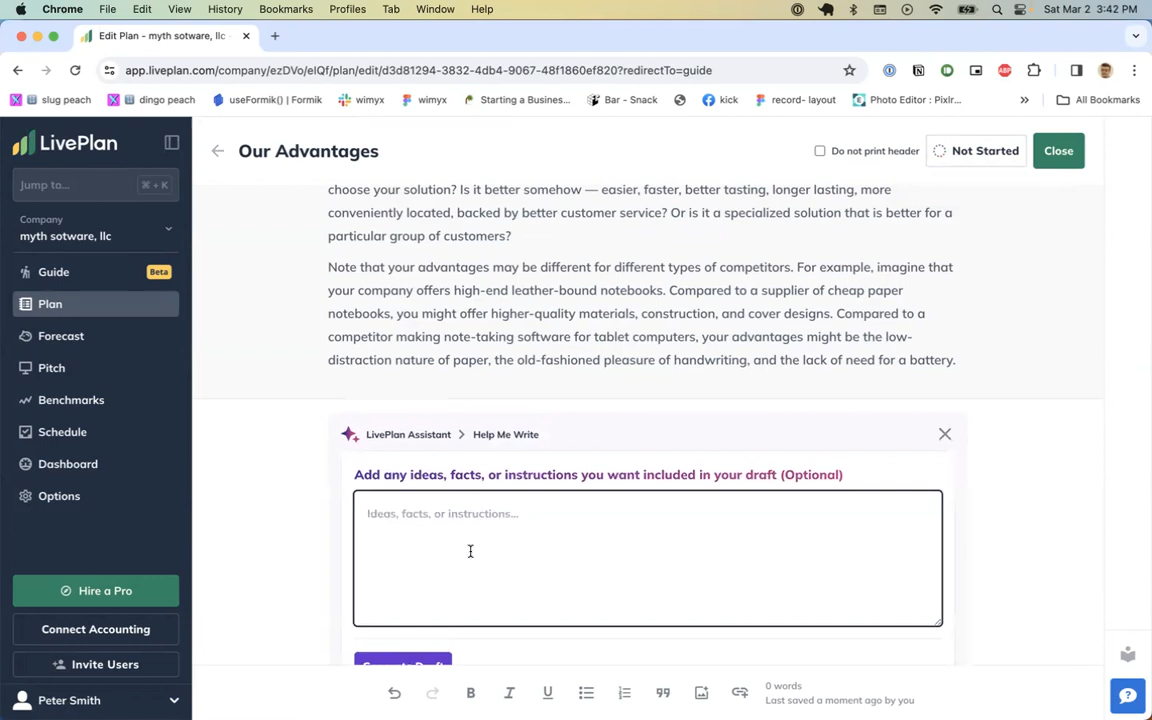 Chrome File Edit View History Bookmarks Profiles Tab Window Help Sat Mar 2 3:42 PM
Edit Plan - myth sotware, llc
app.liveplan.com/company/ezDVo/elQf/plan/edit/d3d81294-3832-4db4-9067-48f1860ef820?redirectTo=guide
slug peach dingo peach useFormik() | Formik wimyx wimyx Starting a Business... Bar - Snack kick record- layout Photo Editor : Pixlr... » All Bookmarks
LivePlan
Our Advantages
Do not print header
Not Started
Close
Jump to... ⌘ + K
Company
myth sotware, llc
Guide Beta
Plan
Forecast
Pitch
Benchmarks
Schedule
Dashboard
Options
Hire a Pro
Connect Accounting
Invite Users
Peter Smith
choose your solution? Is it better somehow — easier, faster, better tasting, longer lasting, more
conveniently located, backed by better customer service? Or is it a specialized solution that is better for a
particular group of customers?
Note that your advantages may be different for different types of competitors. For example, imagine that
your company offers high-end leather-bound notebooks. Compared to a supplier of cheap paper
notebooks, you might offer higher-quality materials, construction, and cover designs. Compared to a
competitor making note-taking software for tablet computers, your advantages might be the low-
distraction nature of paper, the old-fashioned pleasure of handwriting, and the lack of need for a battery.
LivePlan Assistant > Help Me Write
Add any ideas, facts, or instructions you want included in your draft (Optional)
Ideas, facts, or instructions...
Generate Draft
B I U
0 words
Last saved a moment ago by you